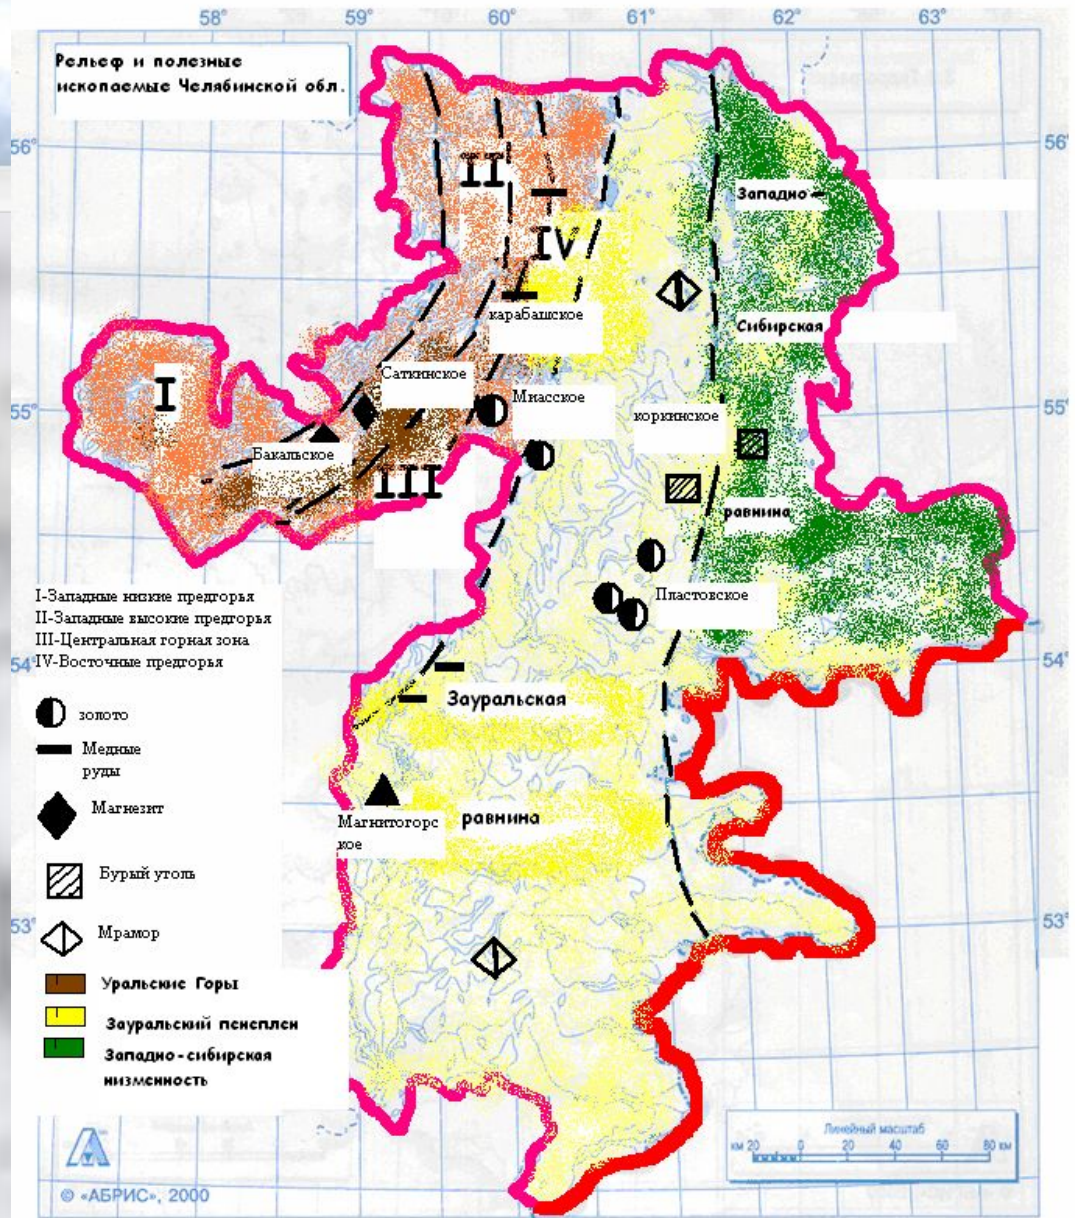 58° 59° 60° 61° 62° 63°
Рельеф и полезные
ископаемые Челябинской обл.
56° 56°
II
Западно-
IV
карабашское
Сибирская
Саткинское
I
Миасское
55° 55°
коркинское
Бакальское
III
равнина
I-Западные низкие предгорья
II-Западные высокие предгорья
III-Центральная горная зона
IV-Восточные предгорья
Пластовское
54° 54°
Зауральская
золото
Медные
руды
Магнезит
Магнитогорс
кое
равнина
Бурый уголь
53° 53°
Мрамор
Уральские Горы
Зауральский пенеплен
Западно-сибирская
низменность
Линейный масштаб
км 20 0 20 40 60 80 км
© «АБРИС», 2000